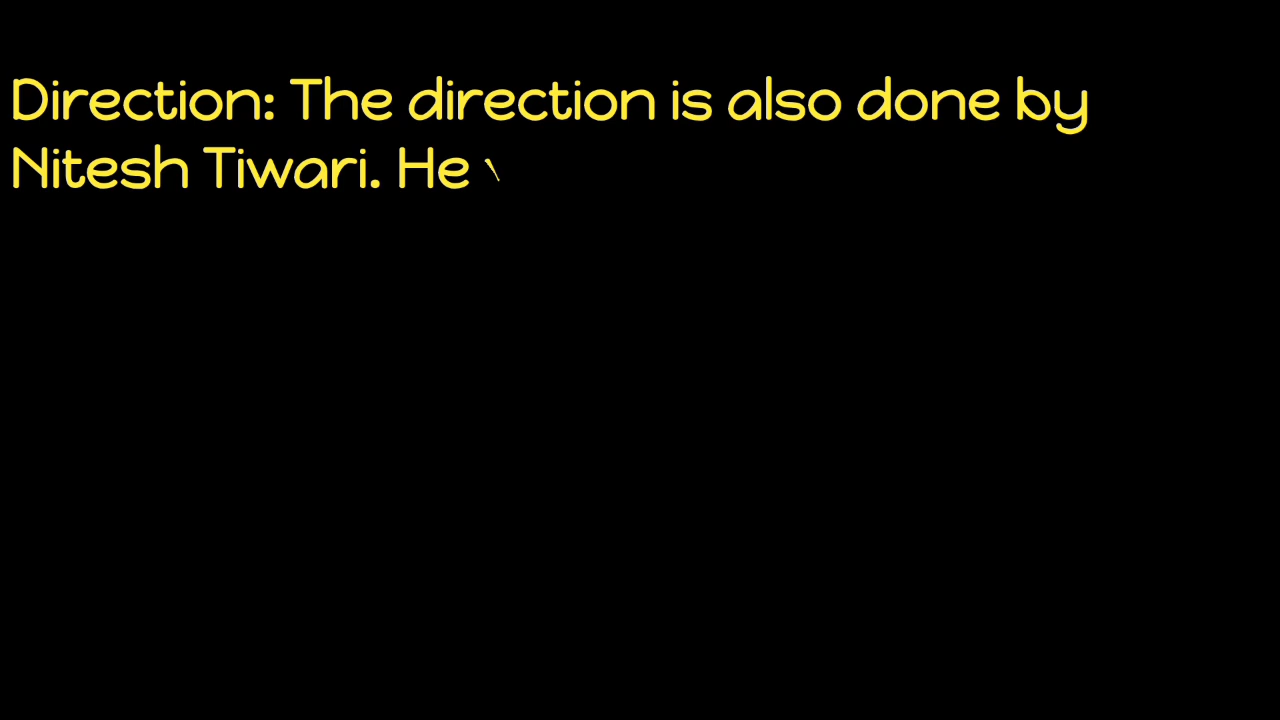 Direction: The direction is also done by
Nitesh Tiwari. He